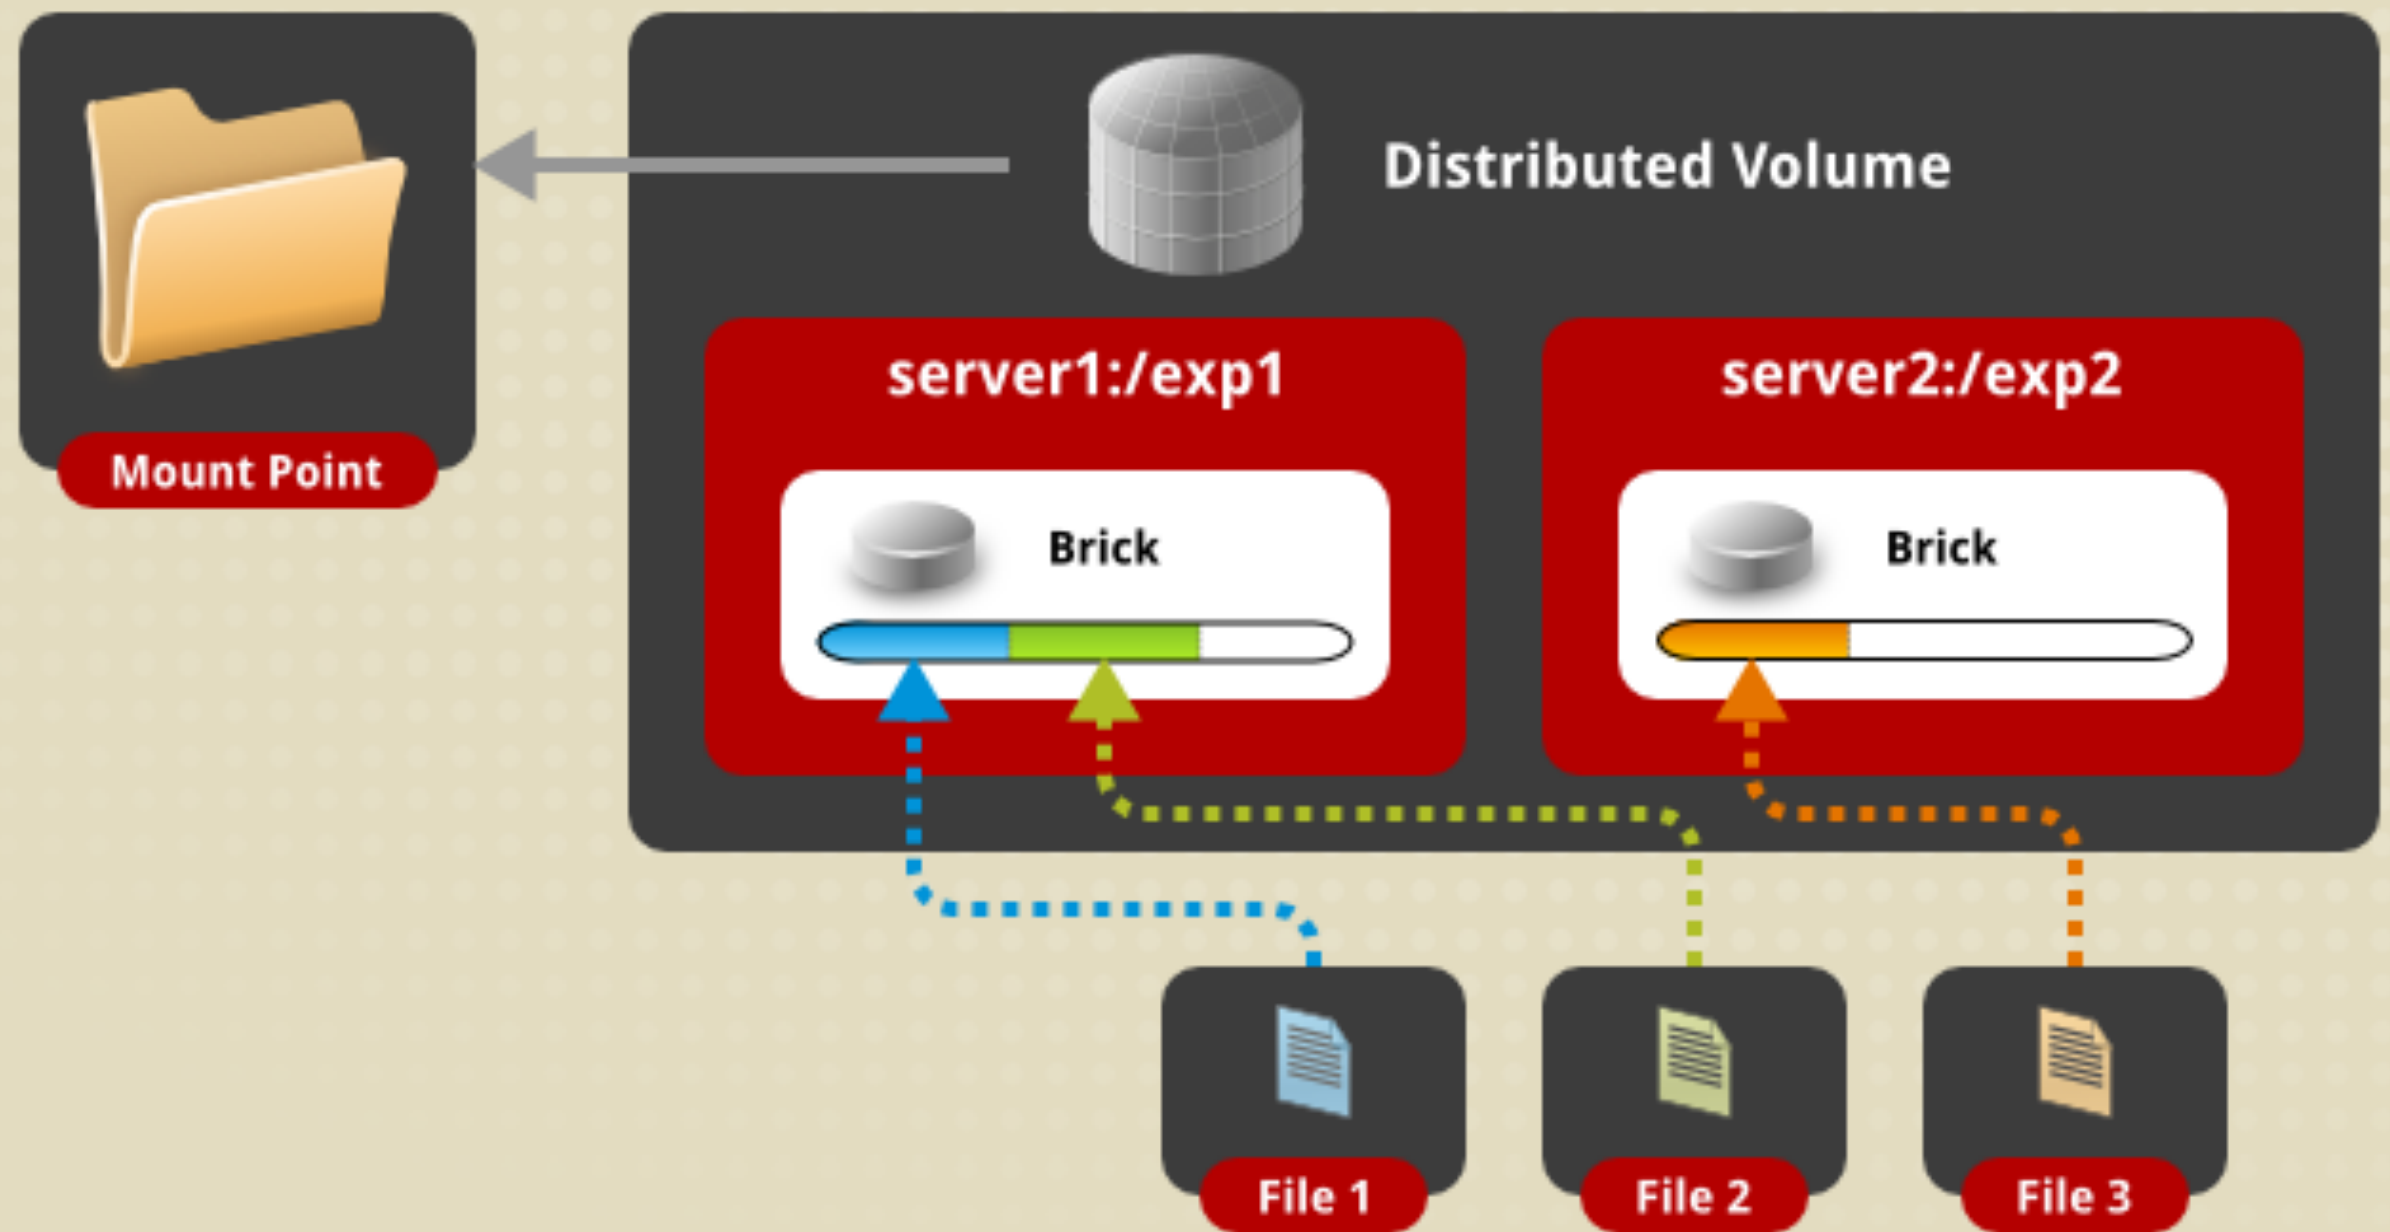 Distributed Volume
Mount Point
server1:/exp1
server2:/exp2
Brick
Brick
File 1
File 2
File 3